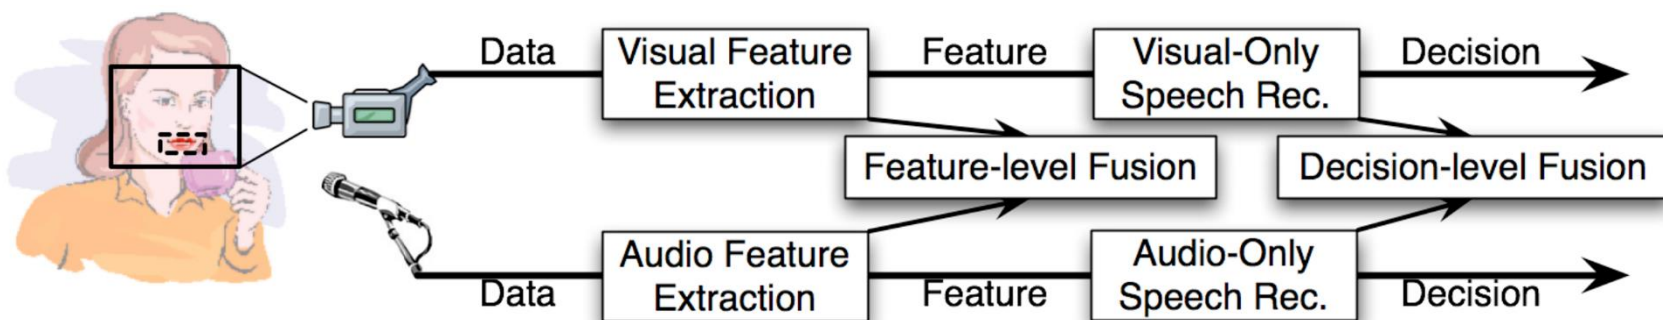 Data
Visual Feature
Extraction
Feature
Visual-Only
Speech Rec.
Decision
Feature-level Fusion
Decision-level Fusion
Data
Audio Feature
Extraction
Feature
Audio-Only
Speech Rec.
Decision